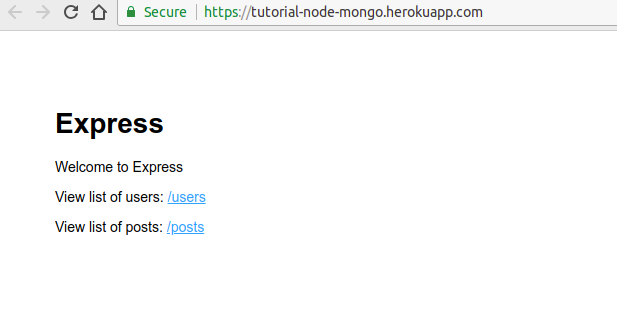 Secure https://tutorial-node-mongo.herokuapp.com
Express
Welcome to Express
View list of users: /users
View list of posts: /posts